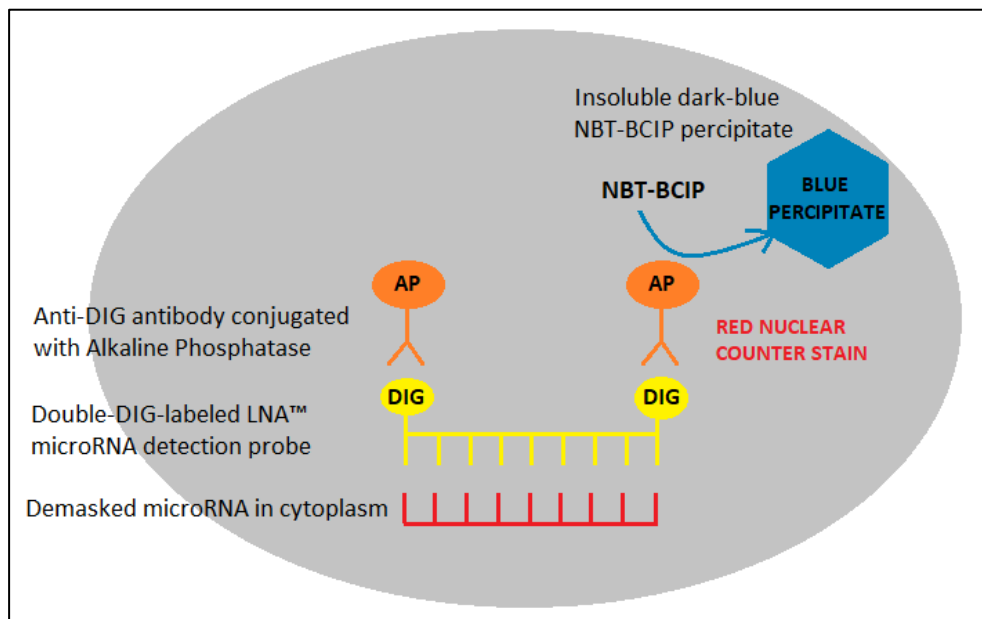 Insoluble dark-blue
NBT-BCIP percipitate
NBT-BCIP
BLUE
PERCIPITATE
AP
AP
Anti-DIG antibody conjugated
with Alkaline Phosphatase
RED NUCLEAR
COUNTER STAIN
DIG
DIG
Double-DIG-labeled LNA™
microRNA detection probe
Demasked microRNA in cytoplasm